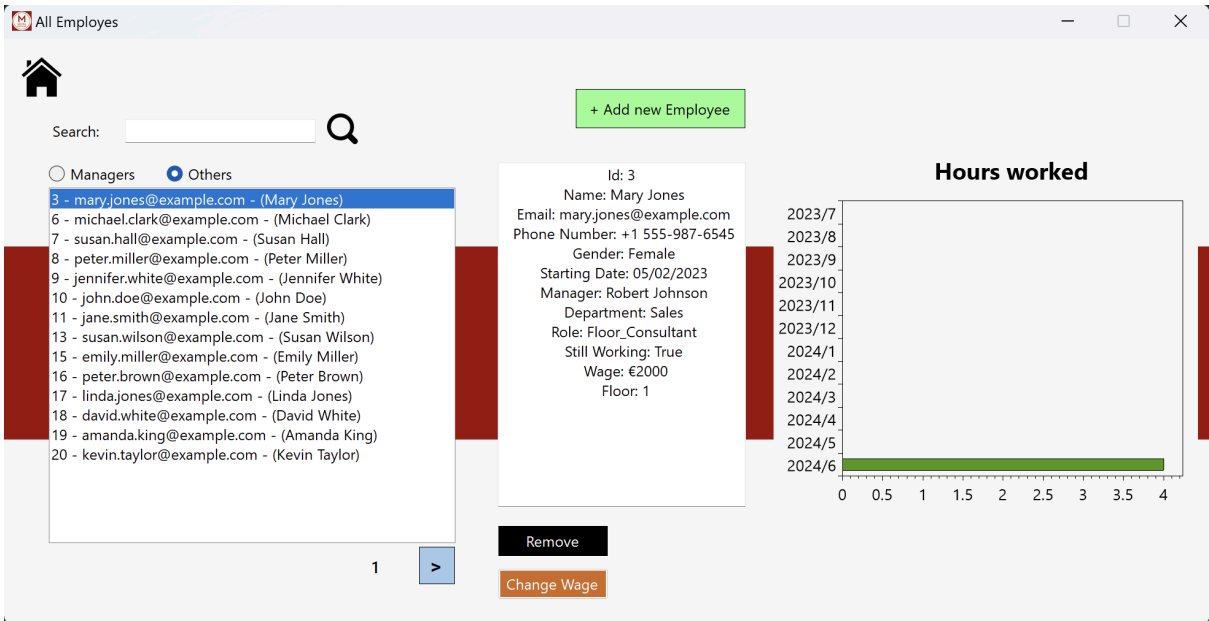 M
All Employes
+ Add new Employee
Search:
Managers
Others
3 - mary.jones@example.com - (Mary Jones)
6 - michael.clark@example.com - (Michael Clark)
7 - susan.hall@example.com - (Susan Hall)
8 - peter.miller@example.com - (Peter Miller)
9 - jennifer.white@example.com - (Jennifer White)
10 - john.doe@example.com - (John Doe)
11 - jane.smith@example.com - (Jane Smith)
13 - susan.wilson@example.com - (Susan Wilson)
15 - emily.miller@example.com - (Emily Miller)
16 - peter.brown@example.com - (Peter Brown)
17 - linda.jones@example.com - (Linda Jones)
18 - david.white@example.com - (David White)
19 - amanda.king@example.com - (Amanda King)
20 - kevin.taylor@example.com - (Kevin Taylor)
1
>
Id: 3
Name: Mary Jones
Email: mary.jones@example.com
Phone Number: +1 555-987-6545
Gender: Female
Starting Date: 05/02/2023
Manager: Robert Johnson
Department: Sales
Role: Floor_Consultant
Still Working: True
Wage: €2000
Floor: 1
Remove
Change Wage
Hours worked
2023/7
2023/8
2023/9
2023/10
2023/11
2023/12
2024/1
2024/2
2024/3
2024/4
2024/5
2024/6
0 0.5 1 1.5 2 2.5 3 3.5 4